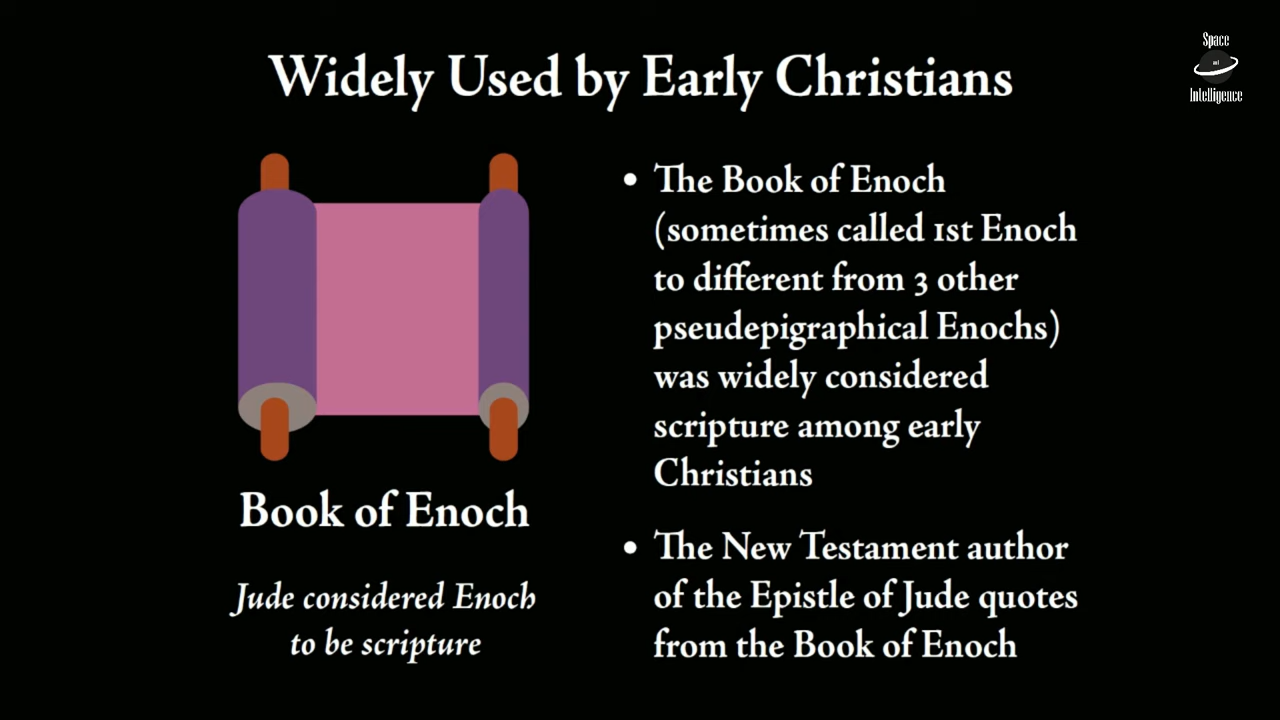 Widely Used by Early Christians
Space
and
Intelligence
• The Book of Enoch
(sometimes called 1st Enoch
to different from 3 other
pseudepigraphical Enochs)
was widely considered
scripture among early
Christians
• The New Testament author
of the Epistle of Jude quotes
from the Book of Enoch
Book of Enoch
Jude considered Enoch
to be scripture